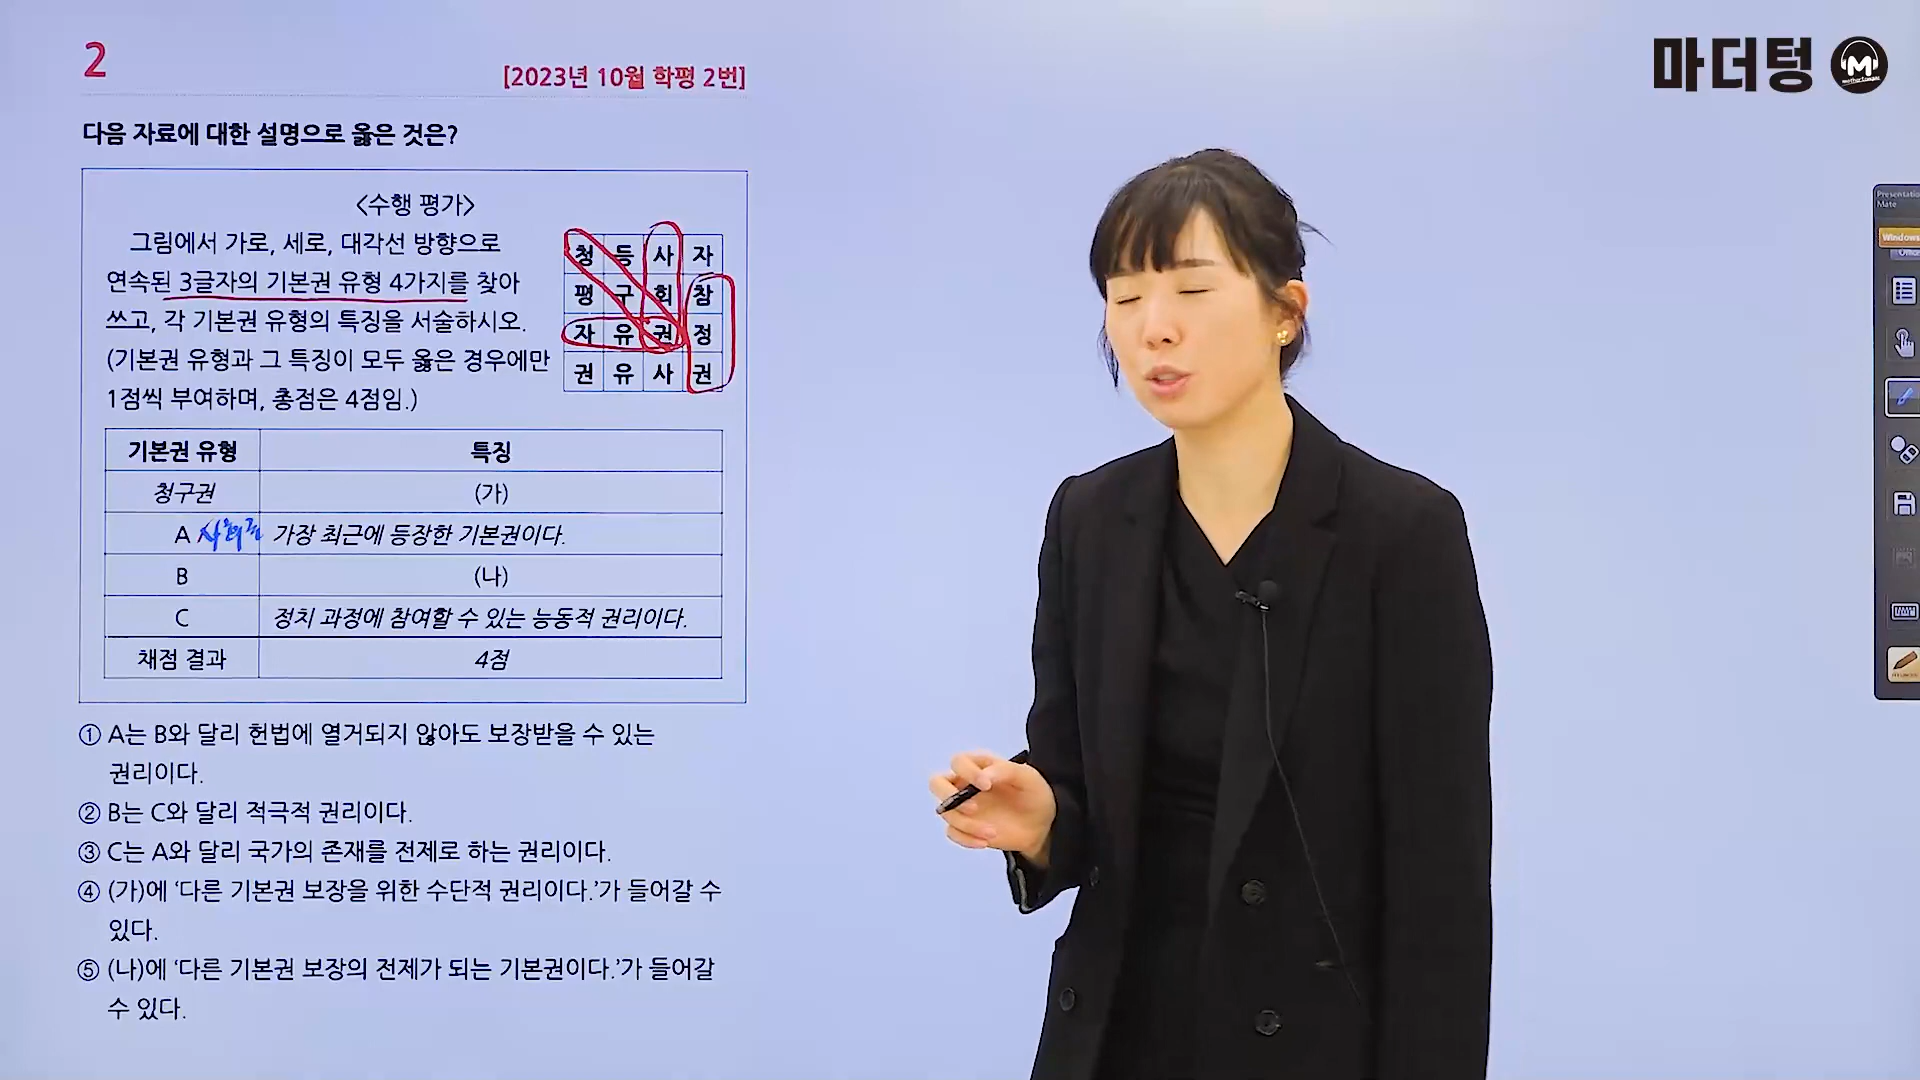 2
[2023년 10월 학평 2번]
마더텅
M
다음 자료에 대한 설명으로 옳은 것은?
<수행 평가>
그림에서 가로, 세로, 대각선 방향으로
연속된 3글자의 기본권 유형 4가지를 찾아
쓰고, 각 기본권 유형의 특징을 서술하시오.
(기본권 유형과 그 특징이 모두 옳은 경우에만
1점씩 부여하며, 총점은 4점임.)
청 등 사 자
평 구 회 참
자 유 권 정
권 유 사 권
기본권 유형 특징
청구권 (가)
A 사회권 가장 최근에 등장한 기본권이다.
B (나)
C 정치 과정에 참여할 수 있는 능동적 권리이다.
채점 결과 4점
① A는 B와 달리 헌법에 열거되지 않아도 보장받을 수 있는
권리이다.
② B는 C와 달리 적극적 권리이다.
③ C는 A와 달리 국가의 존재를 전제로 하는 권리이다.
④ (가)에 ‘다른 기본권 보장을 위한 수단적 권리이다.’가 들어갈 수
있다.
⑤ (나)에 ‘다른 기본권 보장의 전제가 되는 기본권이다.’가 들어갈
수 있다.
Presentatio
Mate
Windows